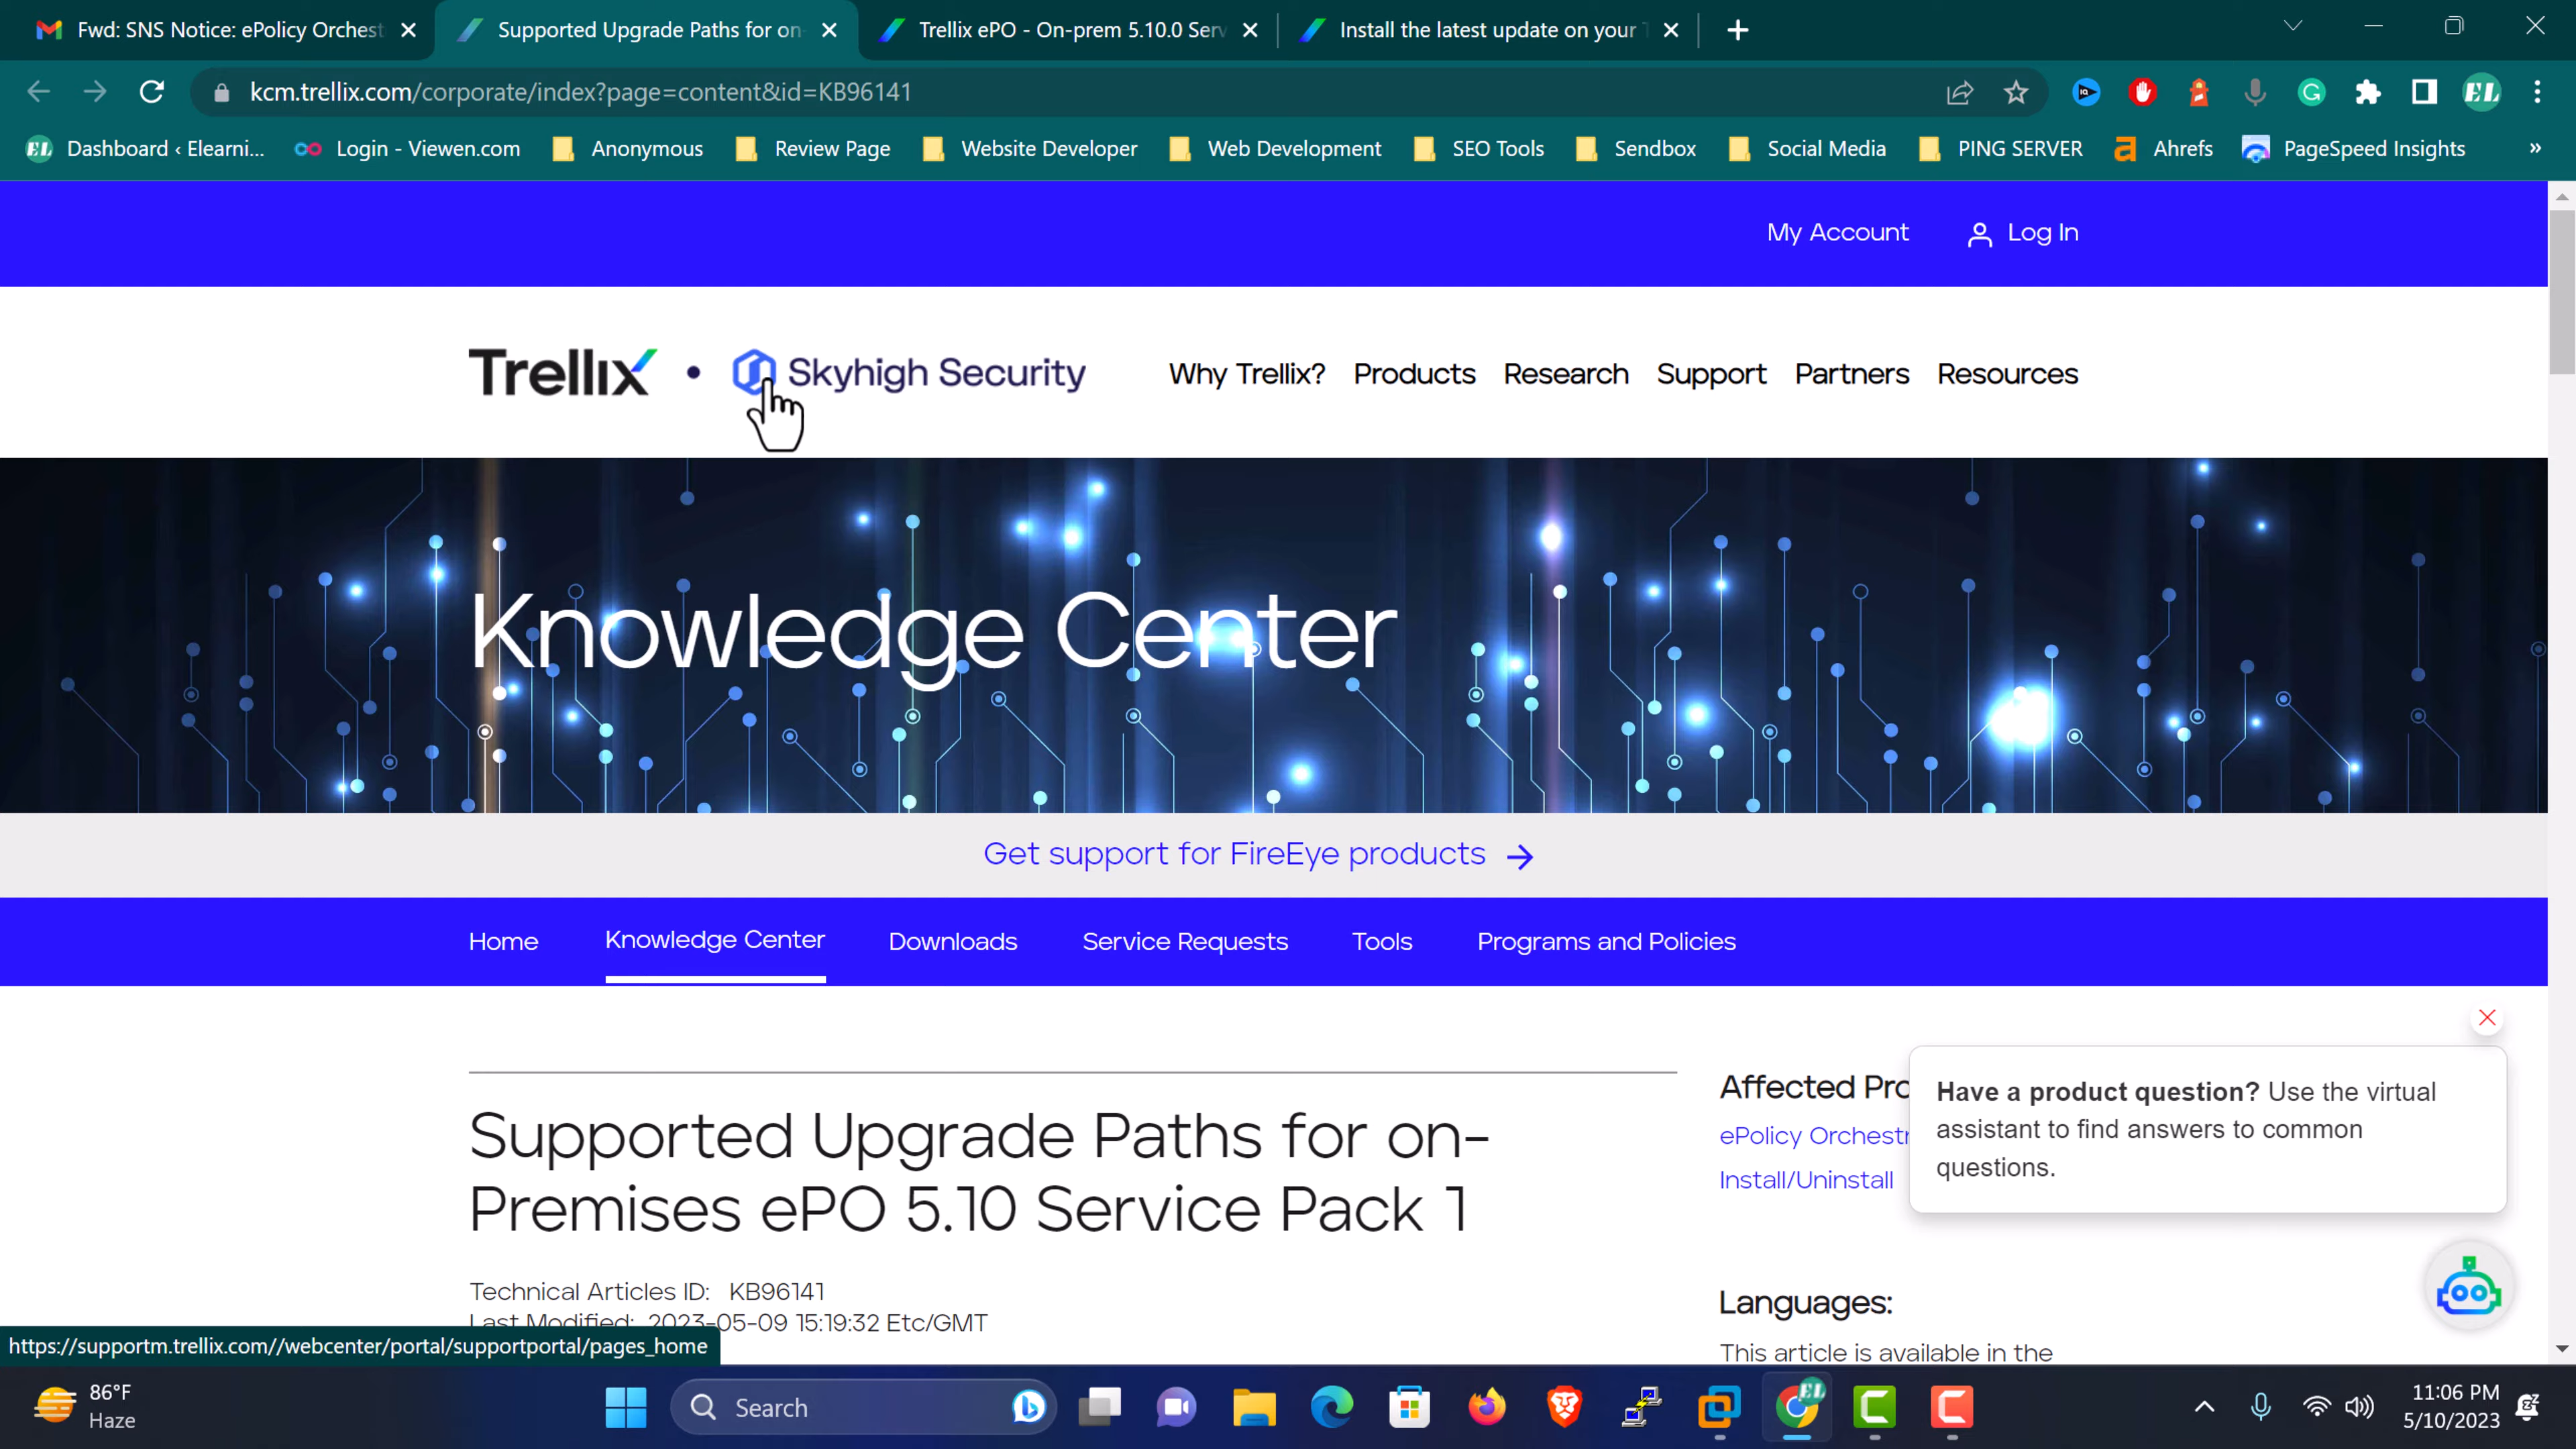 Fwd: SNS Notice: ePolicy Orchest
Supported Upgrade Paths for on-
Trellix ePO - On-prem 5.10.0 Serv
Install the latest update on your T
kcm.trellix.com/corporate/index?page=content&id=KB96141
Dashboard ‹ Elearni...
Login - Viewen.com
Anonymous
Review Page
Website Developer
Web Development
SEO Tools
Sendbox
Social Media
PING SERVER
Ahrefs
PageSpeed Insights
»
My Account
Log In
Trellix • Skyhigh Security
Why Trellix?
Products
Research
Support
Partners
Resources
Knowledge Center
Get support for FireEye products →
Home
Knowledge Center
Downloads
Service Requests
Tools
Programs and Policies
Supported Upgrade Paths for on-
Premises ePO 5.10 Service Pack 1
Technical Articles ID: KB96141
Last Modified: 2023-05-09 15:19:32 Etc/GMT
Affected Pro
ePolicy Orchestr
Install/Uninstall
Languages:
This article is available in the
Have a product question? Use the virtual
assistant to find answers to common
questions.
https://supportm.trellix.com//webcenter/portal/supportportal/pages_home
86°F
Haze
Search
11:06 PM
5/10/2023